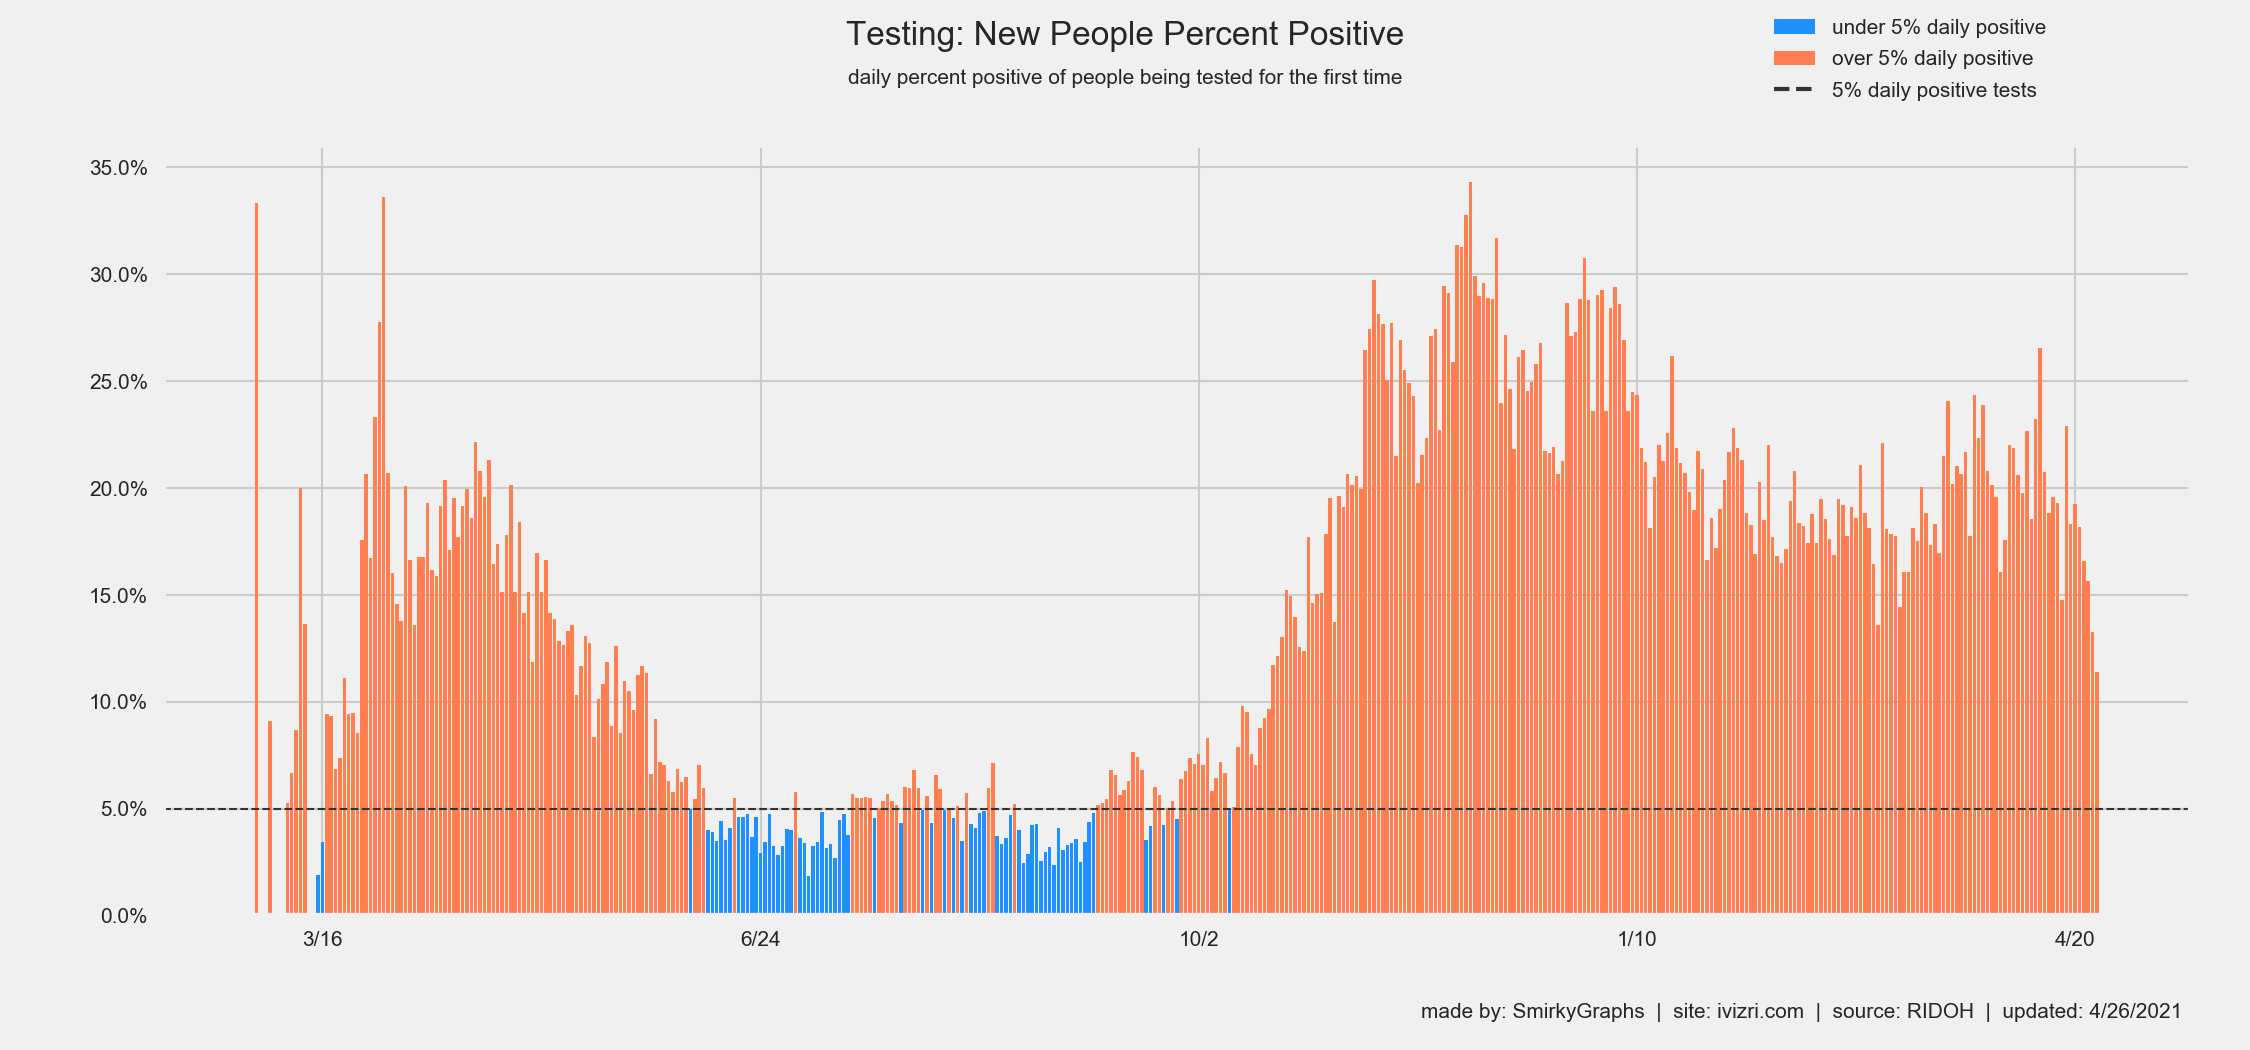 Testing: New People Percent Positive
daily percent positive of people being tested for the first time
under 5% daily positive
over 5% daily positive
5% daily positive tests
35.0%
30.0%
25.0%
20.0%
15.0%
10.0%
5.0%
0.0%
3/16 6/24 10/2 1/10 4/20
made by: SmirkyGraphs | site: ivizri.com | source: RIDOH | updated: 4/26/2021